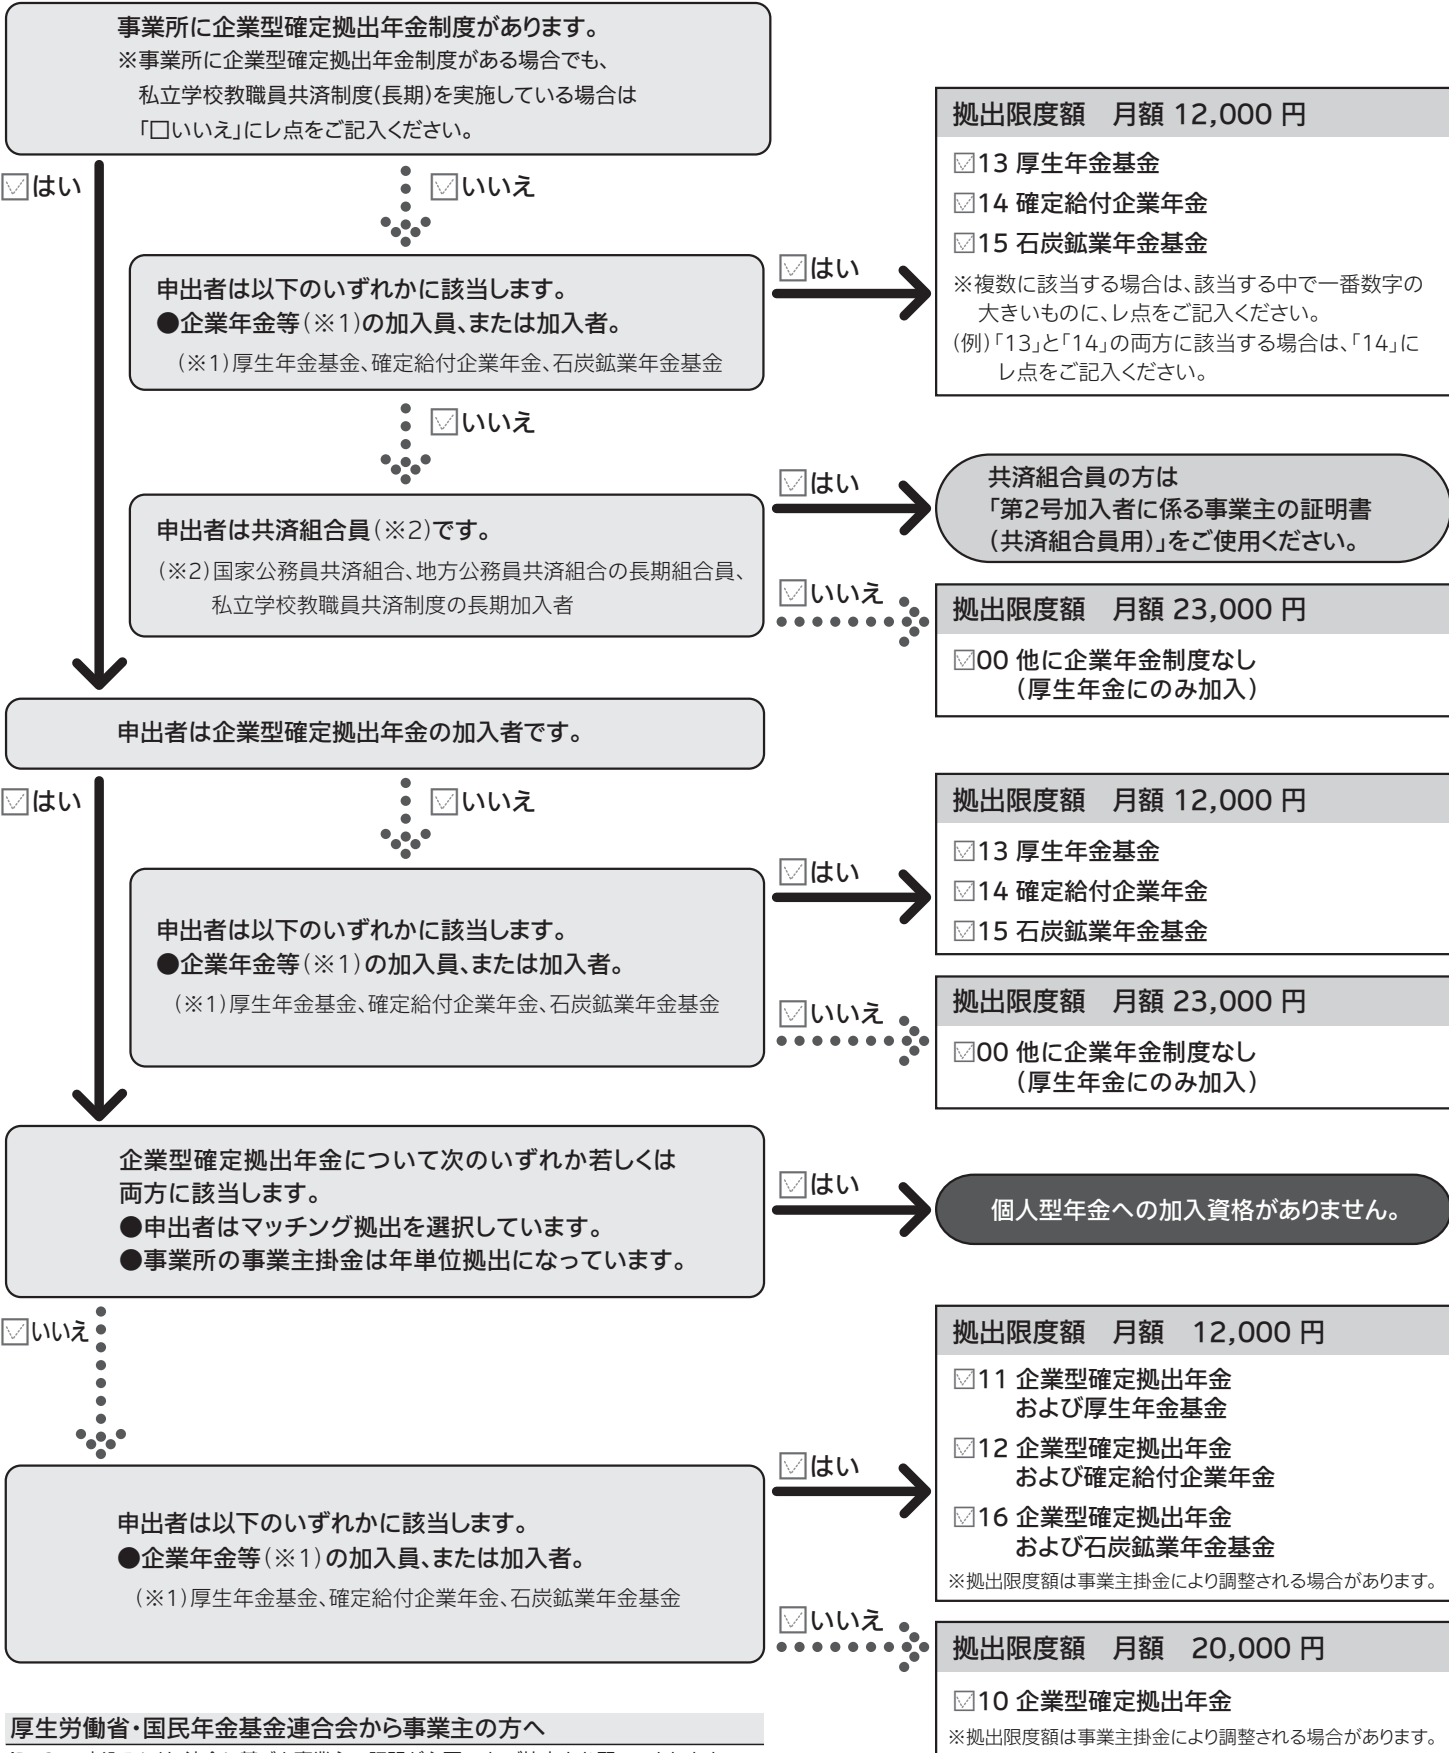 事業所に企業型確定拠出年金制度があります。
※事業所に企業型確定拠出年金制度がある場合でも、
私立学校教職員共済制度(長期)を実施している場合は
「□いいえ」にレ点をご記入ください。
はい
いいえ
申出者は以下のいずれかに該当します。
●企業年金等(※1)の加入員、または加入者。
(※1)厚生年金基金、確定給付企業年金、石炭鉱業年金基金
はい
拠出限度額 月額 12,000 円
13 厚生年金基金
14 確定給付企業年金
15 石炭鉱業年金基金
※複数に該当する場合は、該当する中で一番数字の
大きいものに、レ点をご記入ください。
(例)「13」と「14」の両方に該当する場合は、「14」に
レ点をご記入ください。
いいえ
申出者は共済組合員(※2)です。
(※2)国家公務員共済組合、地方公務員共済組合の長期組合員、
私立学校教職員共済制度の長期加入者
はい
共済組合員の方は
「第2号加入者に係る事業主の証明書
(共済組合員用)」をご使用ください。
いいえ
拠出限度額 月額 23,000 円
00 他に企業年金制度なし
(厚生年金にのみ加入)
申出者は企業型確定拠出年金の加入者です。
はい
いいえ
申出者は以下のいずれかに該当します。
●企業年金等(※1)の加入員、または加入者。
(※1)厚生年金基金、確定給付企業年金、石炭鉱業年金基金
はい
拠出限度額 月額 12,000 円
13 厚生年金基金
14 確定給付企業年金
15 石炭鉱業年金基金
いいえ
拠出限度額 月額 23,000 円
00 他に企業年金制度なし
(厚生年金にのみ加入)
企業型確定拠出年金について次のいずれか若しくは
両方に該当します。
●申出者はマッチング拠出を選択しています。
●事業所の事業主掛金は年単位拠出になっています。
はい
個人型年金への加入資格がありません。
いいえ
申出者は以下のいずれかに該当します。
●企業年金等(※1)の加入員、または加入者。
(※1)厚生年金基金、確定給付企業年金、石炭鉱業年金基金
はい
拠出限度額 月額 12,000 円
11 企業型確定拠出年金
および厚生年金基金
12 企業型確定拠出年金
および確定給付企業年金
16 企業型確定拠出年金
および石炭鉱業年金基金
※拠出限度額は事業主掛金により調整される場合があります。
いいえ
拠出限度額 月額 20,000 円
10 企業型確定拠出年金
※拠出限度額は事業主掛金により調整される場合があります。
厚生労働省・国民年金基金連合会から事業主の方へ